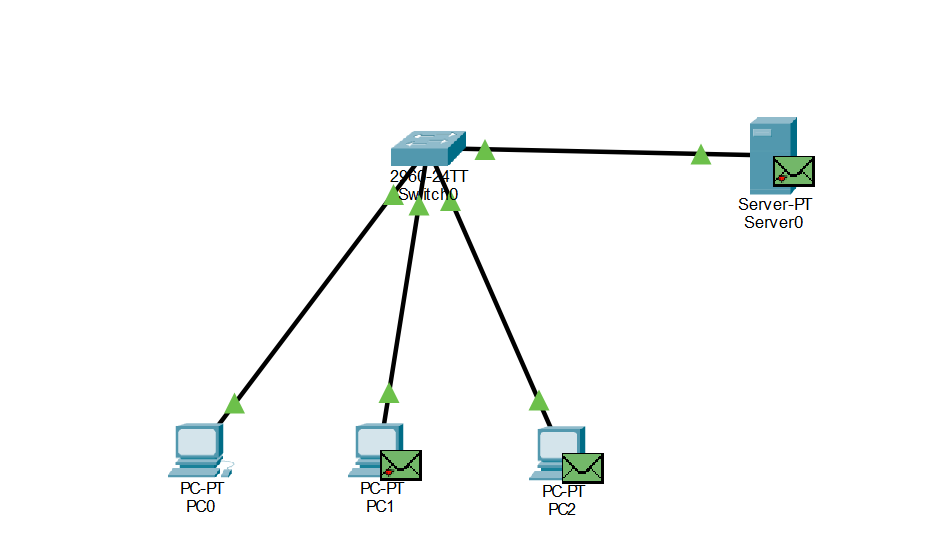 2960-24TT
Switch0
Server-PT
Server0
PC-PT
PC0
PC-PT
PC1
PC-PT
PC2